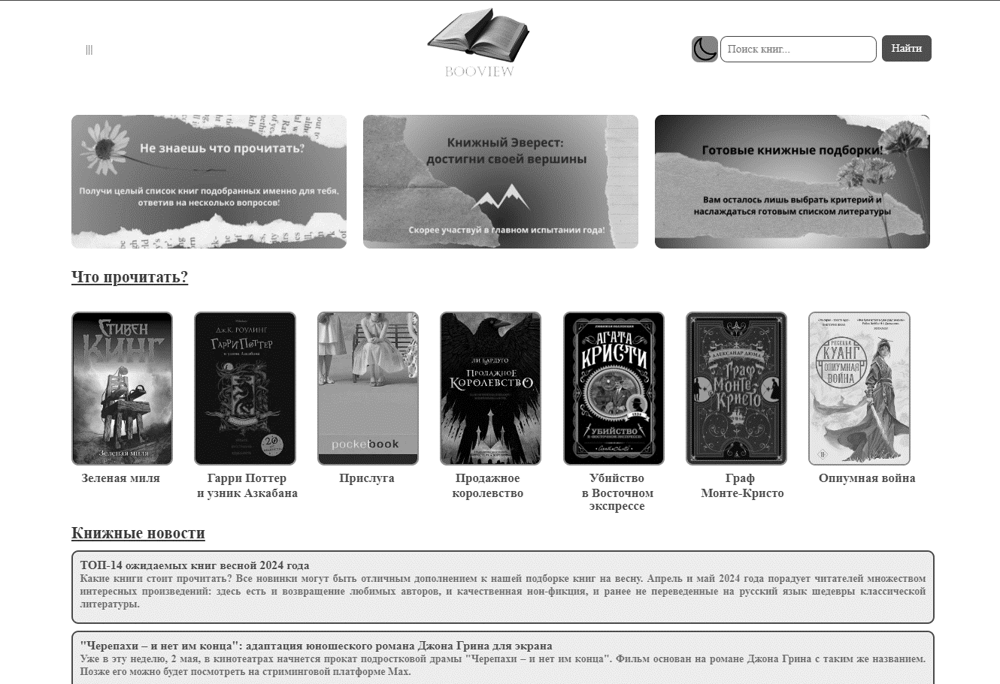 BOOVIEW
Поиск книг...
Найти
Не знаешь что прочитать?
Получи целый список книг подобранных именно для тебя,
ответив на несколько вопросов!
Книжный Эверест:
достигни своей вершины
Скорее участвуй в главном испытании года!
Готовые книжные подборки!
Вам осталось лишь выбрать критерий и
наслаждаться готовым списком литературы
Что прочитать?
Стивен
Кинг
Зеленая миля
Дж.К. РОУЛИНГ
ГАРРИ ПОТТЕР
и узник Азкабана
20
pocketbook
ЛИ БАРДУГО
ПРОДАЖНОЕ
КОРОЛЕВСТВО
ЛЮБИМАЯ КОЛЛЕКЦИЯ
АГАТА
КРИСТИ
УБИЙСТВО
В «ВОСТОЧНОМ ЭКСПРЕССЕ»
Agatha Christie
АЛЕКСАНДР ДЮМА
Граф
Монте-
Кристо
РЕБЕККА
КУАНГ
ОПИУМНАЯ
ВОЙНА
Зеленая миля
Гарри Поттер
и узник Азкабана
Прислуга
Продажное
королевство
Убийство
в Восточном
экспрессе
Граф
Монте-Кристо
Опиумная война
Книжные новости
ТОП-14 ожидаемых книг весной 2024 года
Какие книги стоит прочитать? Все новинки могут быть отличным дополнением к нашей подборке книг на весну. Апрель и май 2024 года порадует читателей множеством
интересных произведений: здесь есть и возвращение любимых авторов, и качественная нон-фикция, и ранее не переведенные на русский язык шедевры классической
литературы.
"Черепахи – и нет им конца": адаптация юношеского романа Джона Грина для экрана
Уже в эту неделю, 2 мая, в кинотеатрах начнется прокат подростковой драмы "Черепахи – и нет им конца". Фильм основан на романе Джона Грина с таким же названием.
Позже его можно будет посмотреть на стриминговой платформе Max.